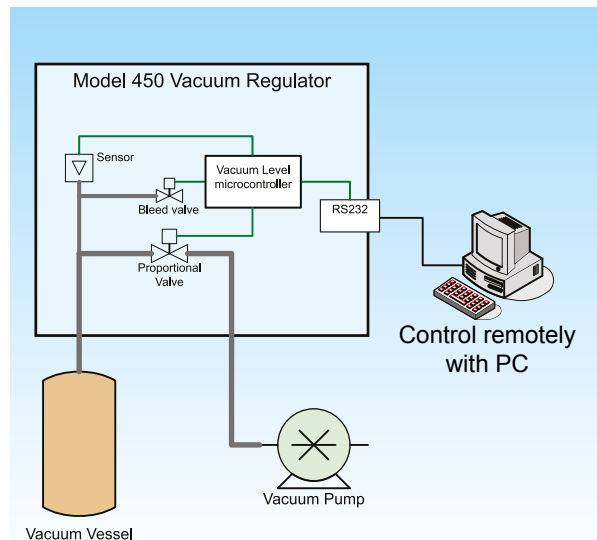 Model 450 Vacuum Regulator
Sensor
Vacuum Level
microcontroller
Bleed valve
RS232
Proportional
Valve
Control remotely
with PC
Vacuum Pump
Vacuum Vessel